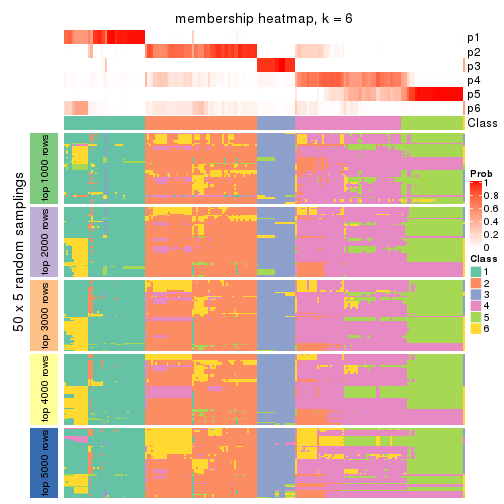 membership heatmap, k = 6
p1
p2
p3
p4
p5
p6
Class
50 x 5 random samplings
top 1000 rows
top 2000 rows
top 3000 rows
top 4000 rows
top 5000 rows
Prob
1
0.8
0.6
0.4
0.2
0
Class
1
2
3
4
5
6